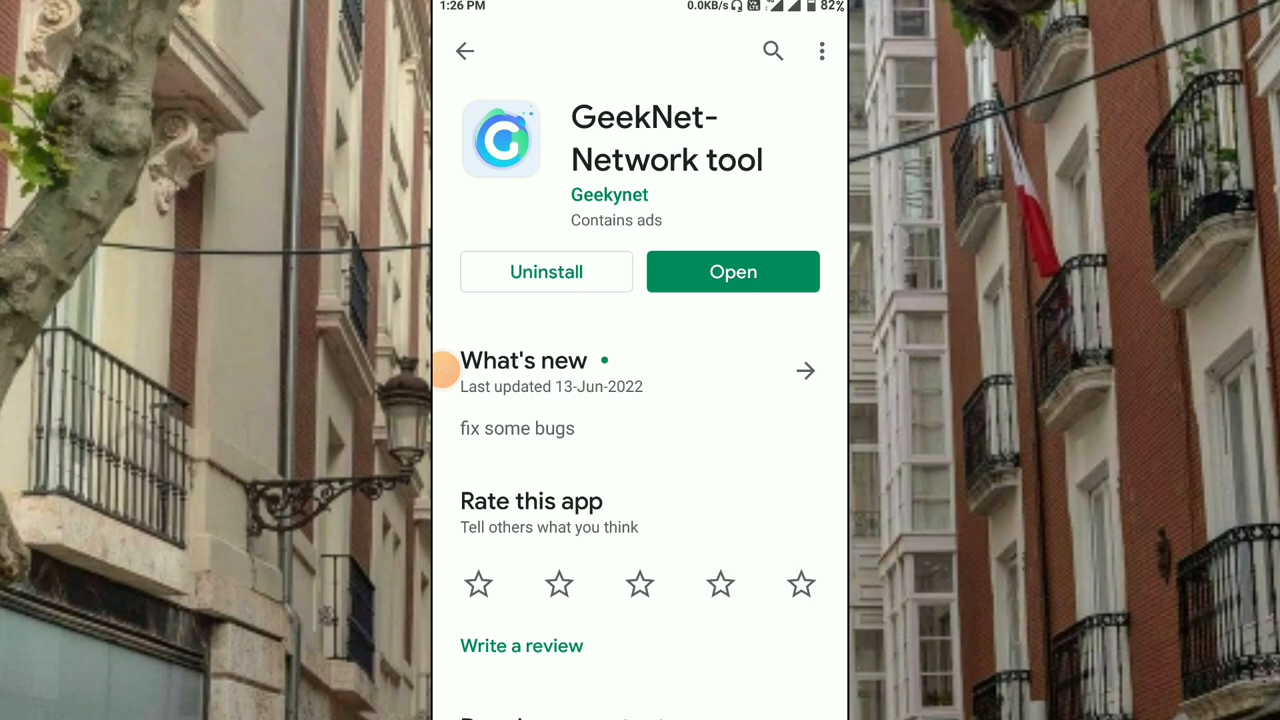 1:26 PM
0.0KB/s
82%
GeekNet-
Network tool
Geekynet
Contains ads
Uninstall
Open
What's new
Last updated 13-Jun-2022
fix some bugs
Rate this app
Tell others what you think
Write a review